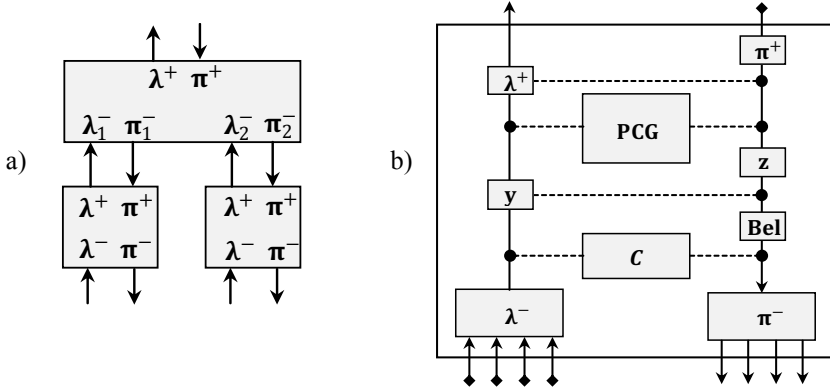 a)
λ⁺ π⁺
λ₁⁻ π₁⁻ λ₂⁻ π₂⁻
λ⁺ π⁺ λ⁺ π⁺
λ⁻ π⁻ λ⁻ π⁻
b)
π⁺
λ⁺
PCG
z
y
Bel
C
λ⁻ π⁻